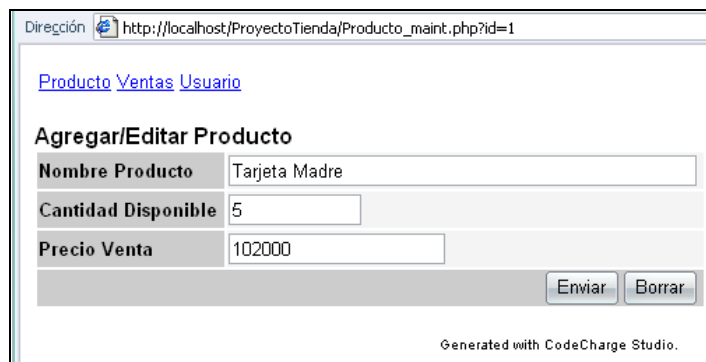 Dirección http://localhost/ProyectoTienda/Producto_maint.php?id=1
Producto Ventas Usuario
Agregar/Editar Producto
Nombre Producto Tarjeta Madre
Cantidad Disponible 5
Precio Venta 102000
Enviar Borrar
Generated with CodeCharge Studio.